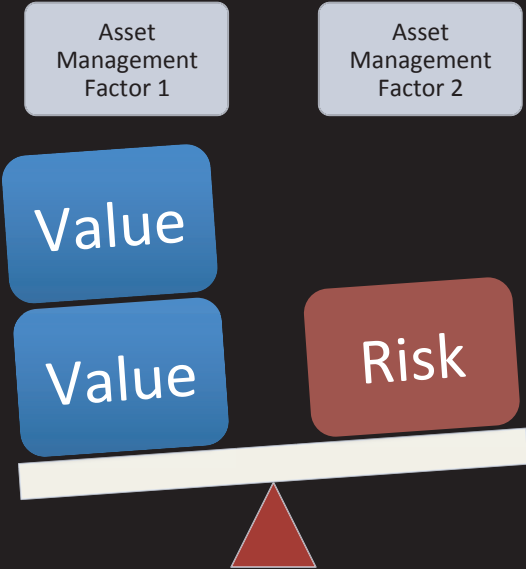 Asset
Management
Factor 1
Asset
Management
Factor 2
Value
Value
Risk